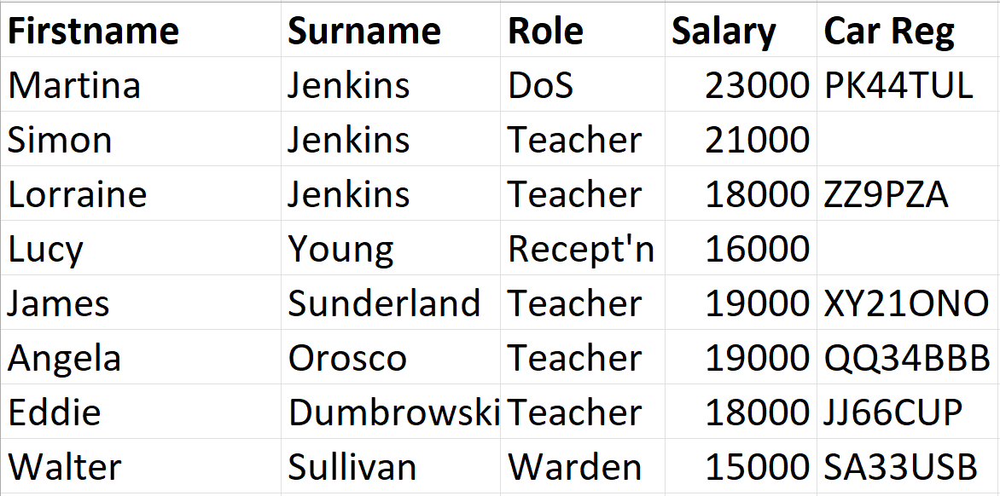 Firstname Surname Role Salary Car Reg
Martina Jenkins DoS 23000 PK44TUL
Simon Jenkins Teacher 21000
Lorraine Jenkins Teacher 18000 ZZ9PZA
Lucy Young Recept'n 16000
James Sunderland Teacher 19000 XY21ONO
Angela Orosco Teacher 19000 QQ34BBB
Eddie Dumbrowski Teacher 18000 JJ66CUP
Walter Sullivan Warden 15000 SA33USB